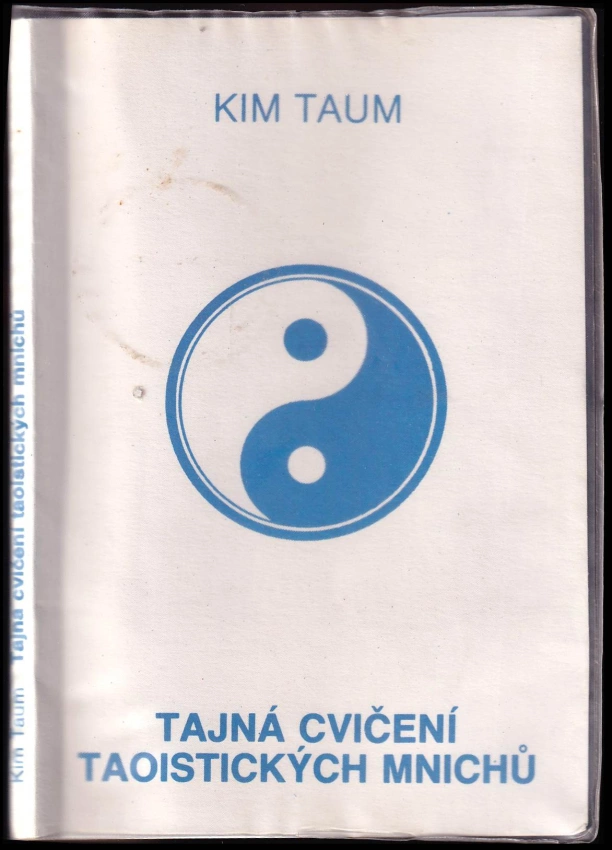 KIM TAUM
TAJNÁ CVIČENÍ
TAOISTICKÝCH MNICHŮ
Kim Taum Tajná cvičení taoistických mnichů